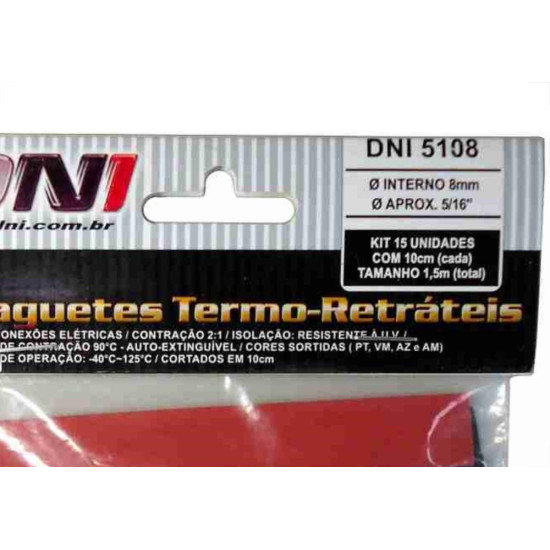 DNI
dni.com.br
DNI 5108
Ø INTERNO 8mm
Ø APROX. 5/16"
KIT 15 UNIDADES
COM 10cm (cada)
TAMANHO 1,5m (total)
aguetes Termo-Retráteis
ONEXÕES ELÉTRICAS / CONTRAÇÃO 2:1 / ISOLAÇÃO: RESISTENTE À U.V /
DE CONTRAÇÃO 90°C - AUTO-EXTINGUÍVEL / CORES SORTIDAS ( PT, VM, AZ e AM)
DE OPERAÇÃO: -40°C~125°C / CORTADOS EM 10cm